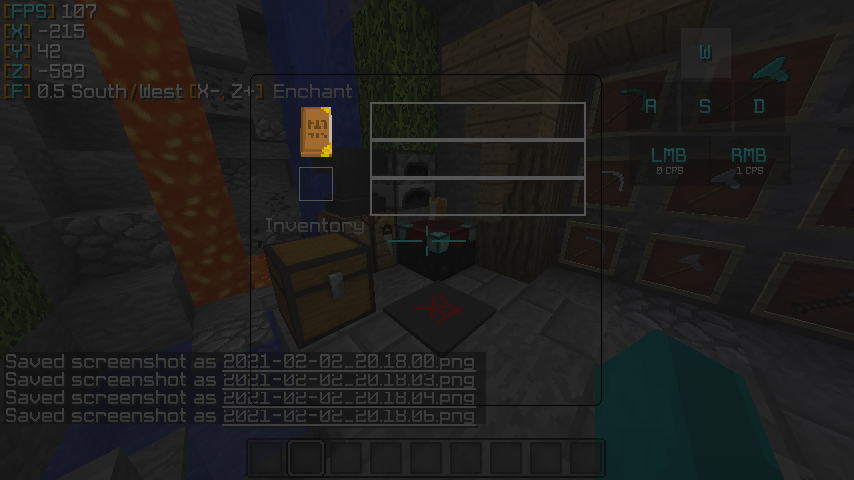 [FPS] 107
[X] -215
[Y] 42
[Z] -589
[F] 0.5 South/West [X-, Z+]
Enchant
W
A S D
LMB
0 CPS
RMB
1 CPS
Inventory
Saved screenshot as 2021-02-02_20.18.00.png
Saved screenshot as 2021-02-02_20.18.03.png
Saved screenshot as 2021-02-02_20.18.04.png
Saved screenshot as 2021-02-02_20.18.06.png